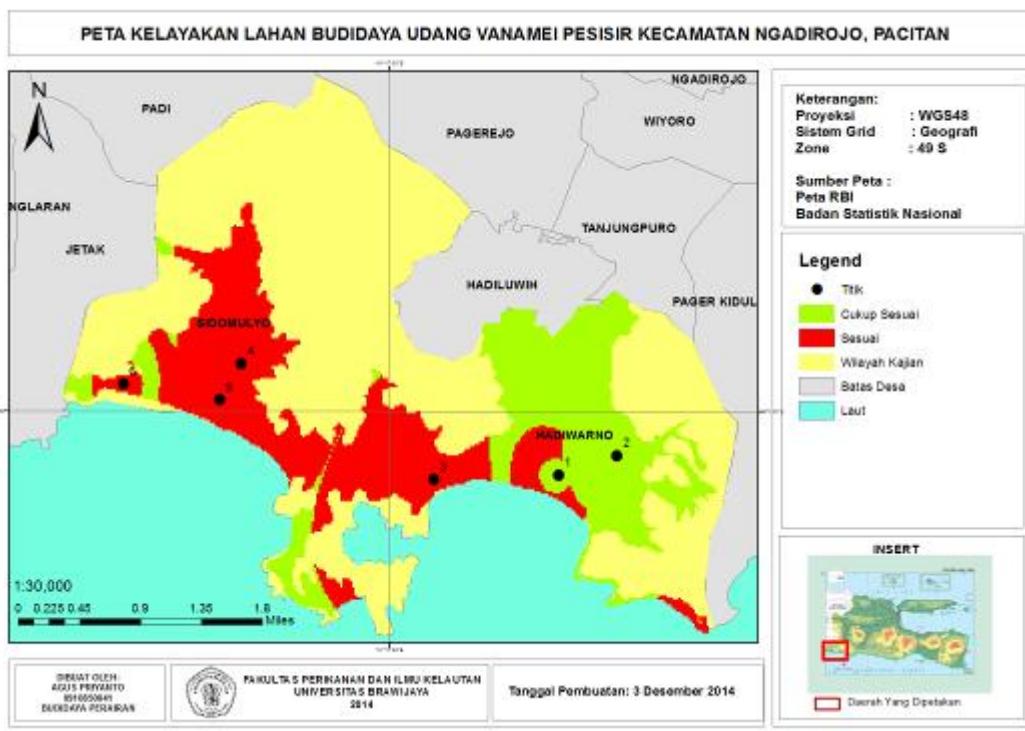 PETA KELAYAKAN LAHAN BUDIDAYA UDANG VANAMEI PESISIR KECAMATAN NGADIROJO, PACITAN
N
PADI
NGADIROJO
WIYORO
PAGEREJO
NGLARAN
JETAK
TANJUNGPURO
HADILUWIH
PAGER KIDUL
SIDOMULYO
4
5
HADIWARNO
2
1
1:30,000
0 0.225 0.45 0.9 1.35 1.8
Miles
Keterangan:
Proyeksi : WGS48
Sistem Grid : Geografi
Zone : 49 S
Sumber Peta :
Peta RBI
Badan Statistik Nasional
Legend
Titik
Cukup Sesuai
Sesuai
Wilayah Kajian
Batas Desa
Laut
INSERT
Daerah Yang Dipetakan
DIBUAT OLEH:
AGUS PRIYANTO
BUDIDAYA PERAIRAN
FAKULTAS PERIKANAN DAN ILMU KELAUTAN
UNIVERSITAS BRAWIJAYA
2014
Tanggal Pembuatan: 3 Desember 2014